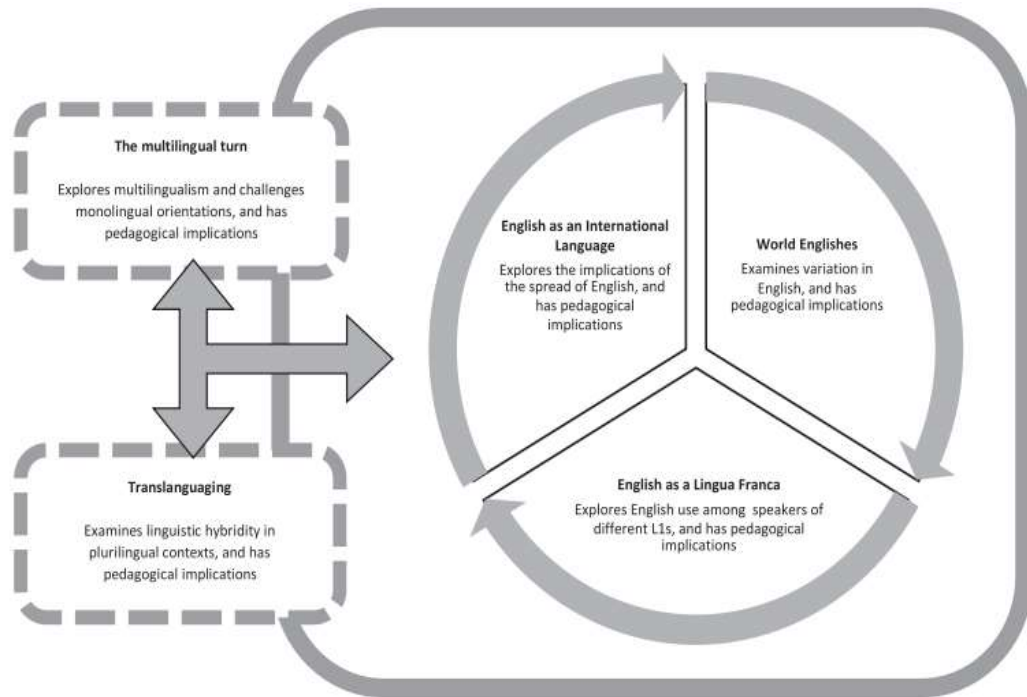 The multilingual turn
Explores multilingualism and challenges
monolingual orientations, and has
pedagogical implications
English as an International
Language
Explores the implications of
the spread of English, and
has pedagogical
implications
World Englishes
Examines variation in
English, and has
pedagogical implications
Translanguaging
Examines linguistic hybridity in
plurilingual contexts, and has
pedagogical implications
English as a Lingua Franca
Explores English use among speakers of
different L1s, and has pedagogical
implications